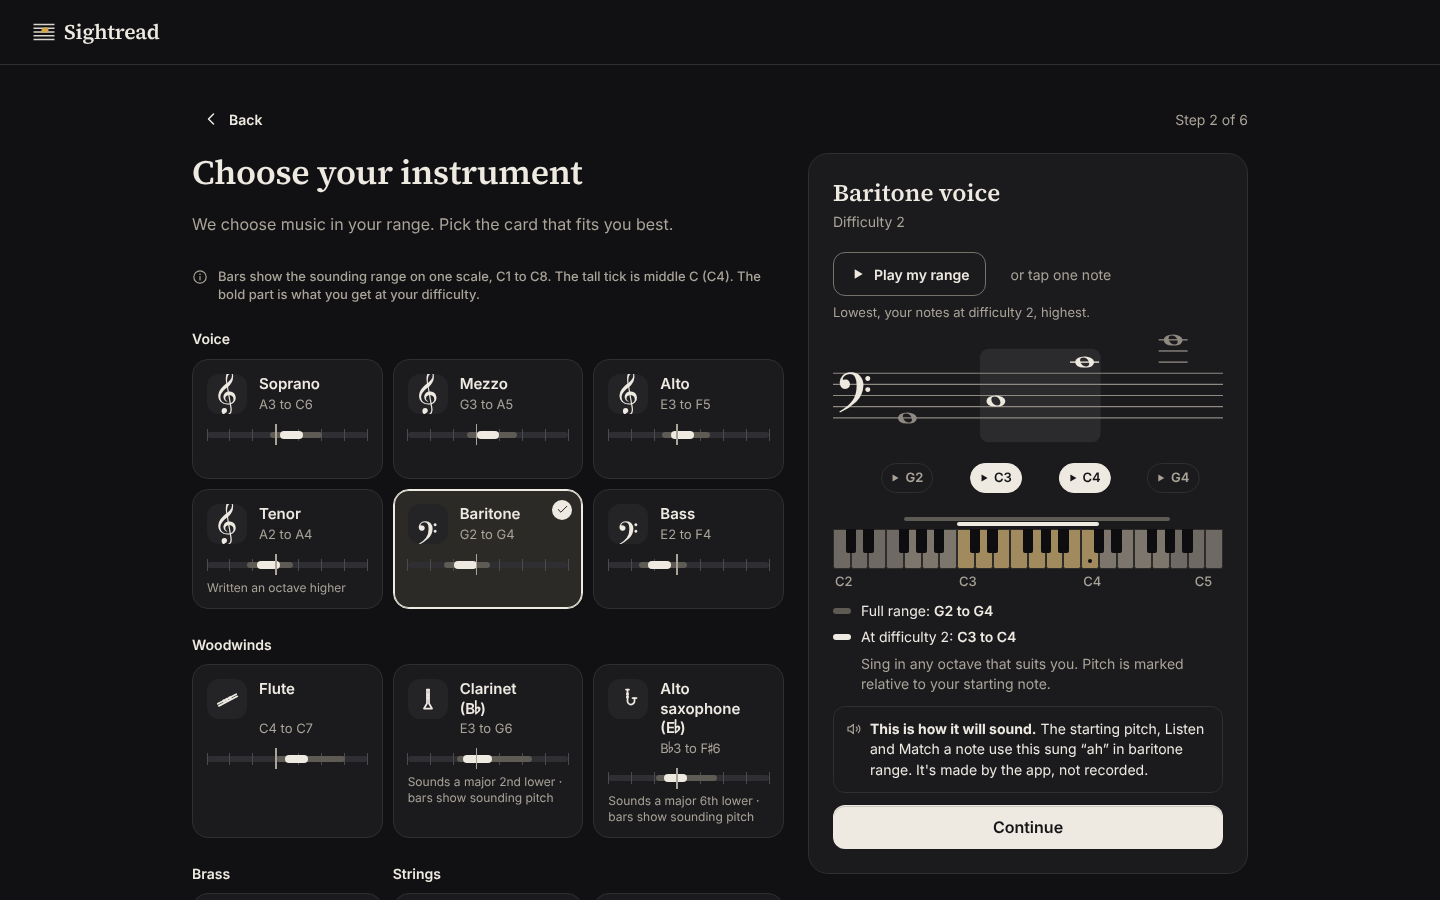 Sightread
Back
Step 2 of 6
Choose your instrument
We choose music in your range. Pick the card that fits you best.
Bars show the sounding range on one scale, C1 to C8. The tall tick is middle C (C4). The
bold part is what you get at your difficulty.
Voice
Soprano
A3 to C6
Mezzo
G3 to A5
Alto
E3 to F5
Tenor
A2 to A4
Written an octave higher
Baritone
G2 to G4
Bass
E2 to F4
Woodwinds
Flute
C4 to C7
Clarinet
(B♭)
E3 to G6
Sounds a major 2nd lower ·
bars show sounding pitch
Alto
saxophone
(E♭)
B♭3 to F♯6
Sounds a major 6th lower ·
bars show sounding pitch
Brass
Strings
Baritone voice
Difficulty 2
Play my range
or tap one note
Lowest, your notes at difficulty 2, highest.
G2
C3
C4
G4
C2
C3
C4
C5
Full range: G2 to G4
At difficulty 2: C3 to C4
Sing in any octave that suits you. Pitch is marked
relative to your starting note.
This is how it will sound. The starting pitch, Listen
and Match a note use this sung “ah” in baritone
range. It's made by the app, not recorded.
Continue